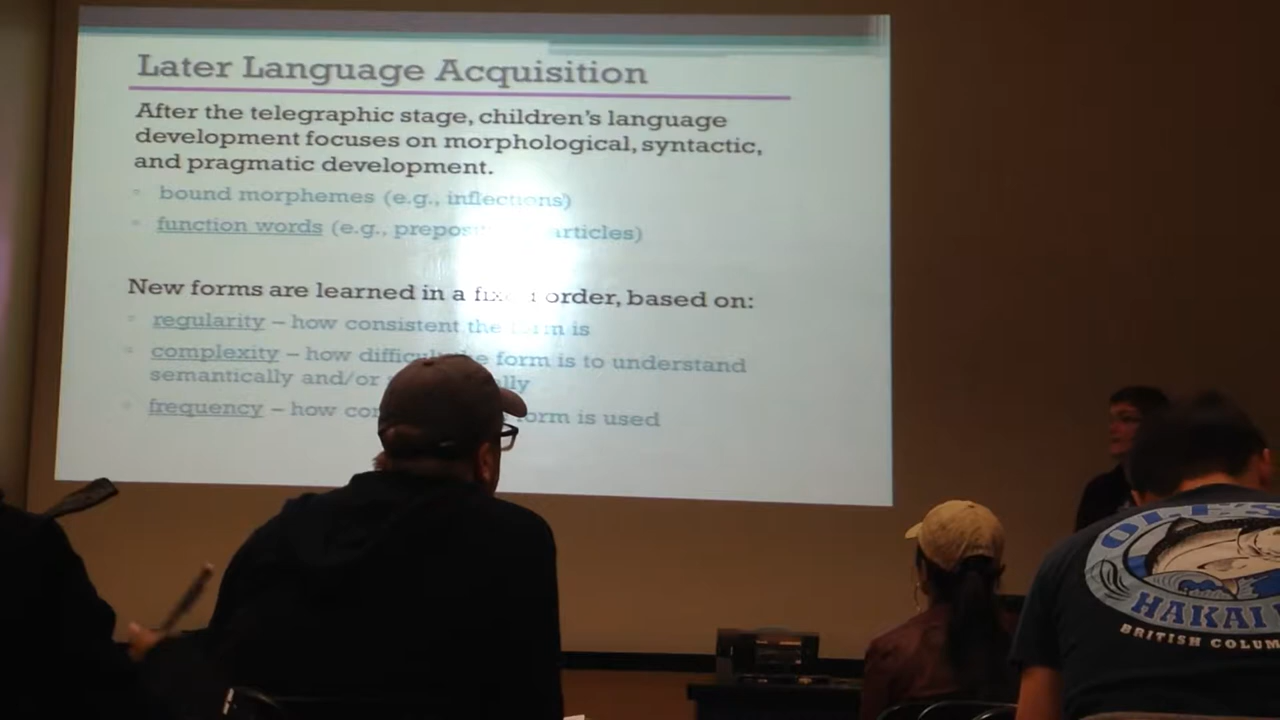 Later Language Acquisition
After the telegraphic stage, children's language
development focuses on morphological, syntactic,
and pragmatic development.
bound morphemes (e.g., inflections)
function words (e.g.,
New forms are learned in a order, based on:
regularity – how consistent the is
complexity – how difficult form is to understand
semantically and/or
frequency – how form is used
HAKAI
BRITISH